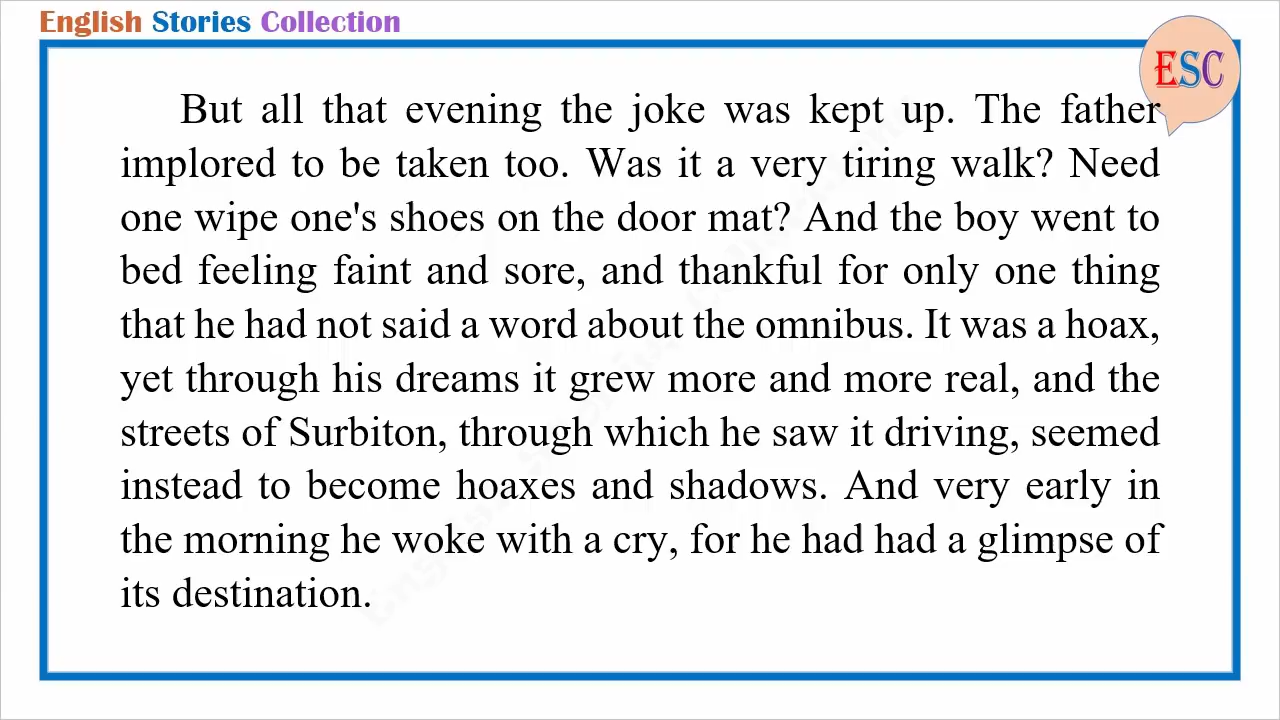 English Stories Collection
ESC
But all that evening the joke was kept up. The father
implored to be taken too. Was it a very tiring walk? Need
one wipe one's shoes on the door mat? And the boy went to
bed feeling faint and sore, and thankful for only one thing
that he had not said a word about the omnibus. It was a hoax,
yet through his dreams it grew more and more real, and the
streets of Surbiton, through which he saw it driving, seemed
instead to become hoaxes and shadows. And very early in
the morning he woke with a cry, for he had had a glimpse of
its destination.